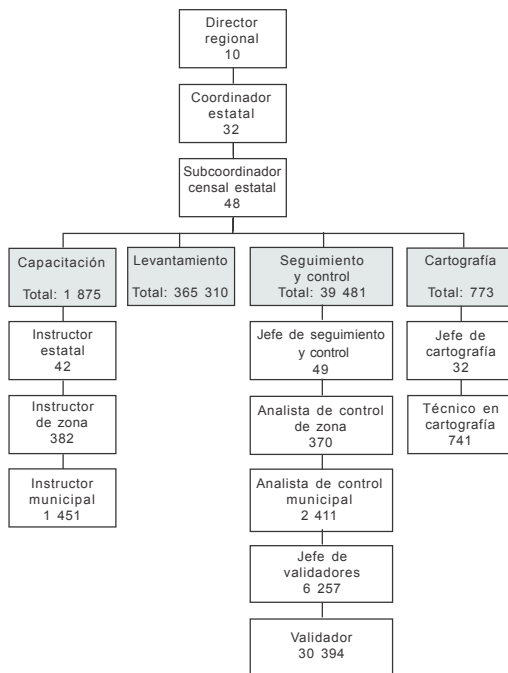 Director
regional
10
Coordinador
estatal
32
Subcoordinador
censal estatal
48
Capacitación
Total: 1 875
Levantamiento
Total: 365 310
Seguimiento
y control
Total: 39 481
Cartografía
Total: 773
Instructor
estatal
42
Jefe de seguimiento
y control
49
Jefe de
cartografía
32
Instructor
de zona
382
Analista de control
de zona
370
Técnico en
cartografía
741
Instructor
municipal
1 451
Analista de control
municipal
2 411
Jefe de
validadores
6 257
Validador
30 394